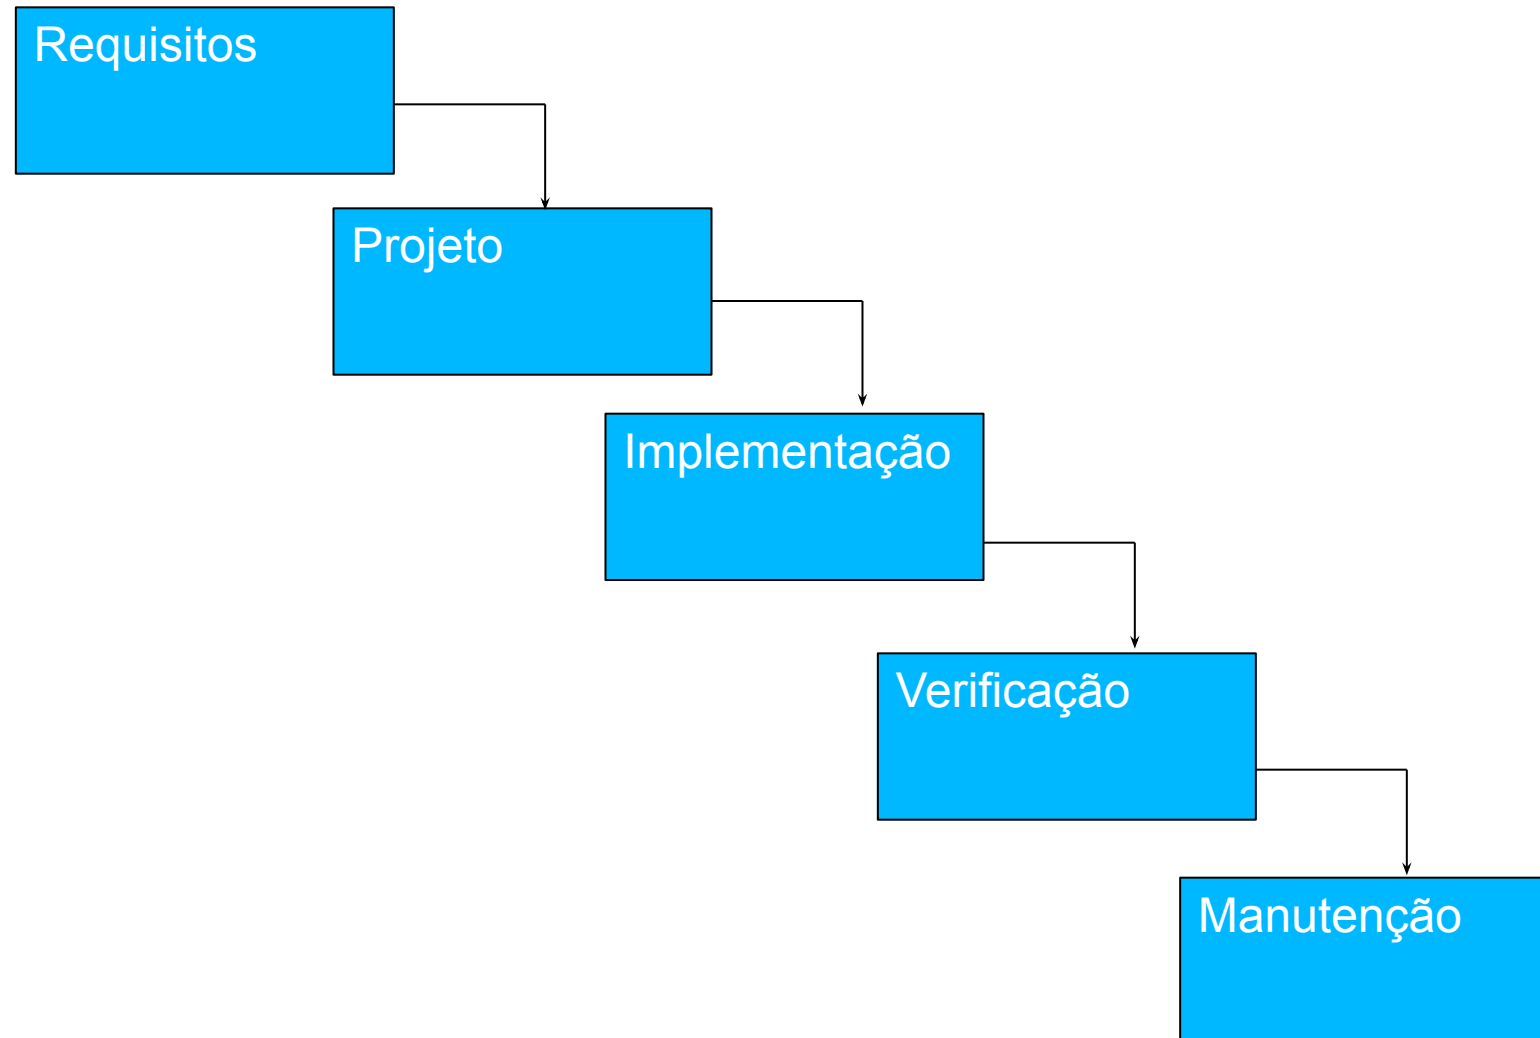 Requisitos
Projeto
Implementação
Verificação
Manutenção